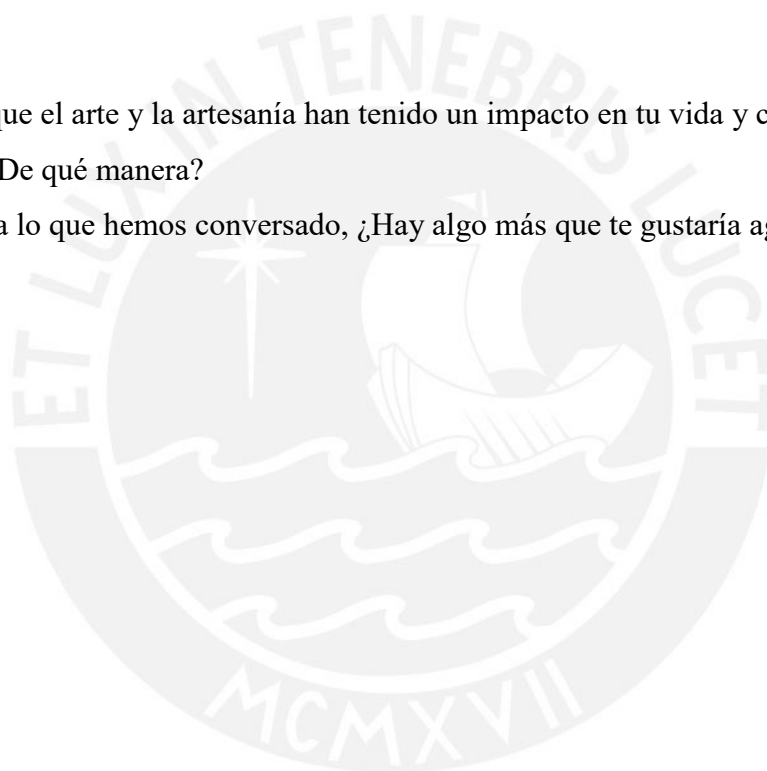 que el arte y la artesanía han tenido un impacto en tu vida y
De qué manera?
a lo que hemos conversado, ¿Hay algo más que te gustaría
ET LUX IN TENEBRIS LUCET
MCMXVII